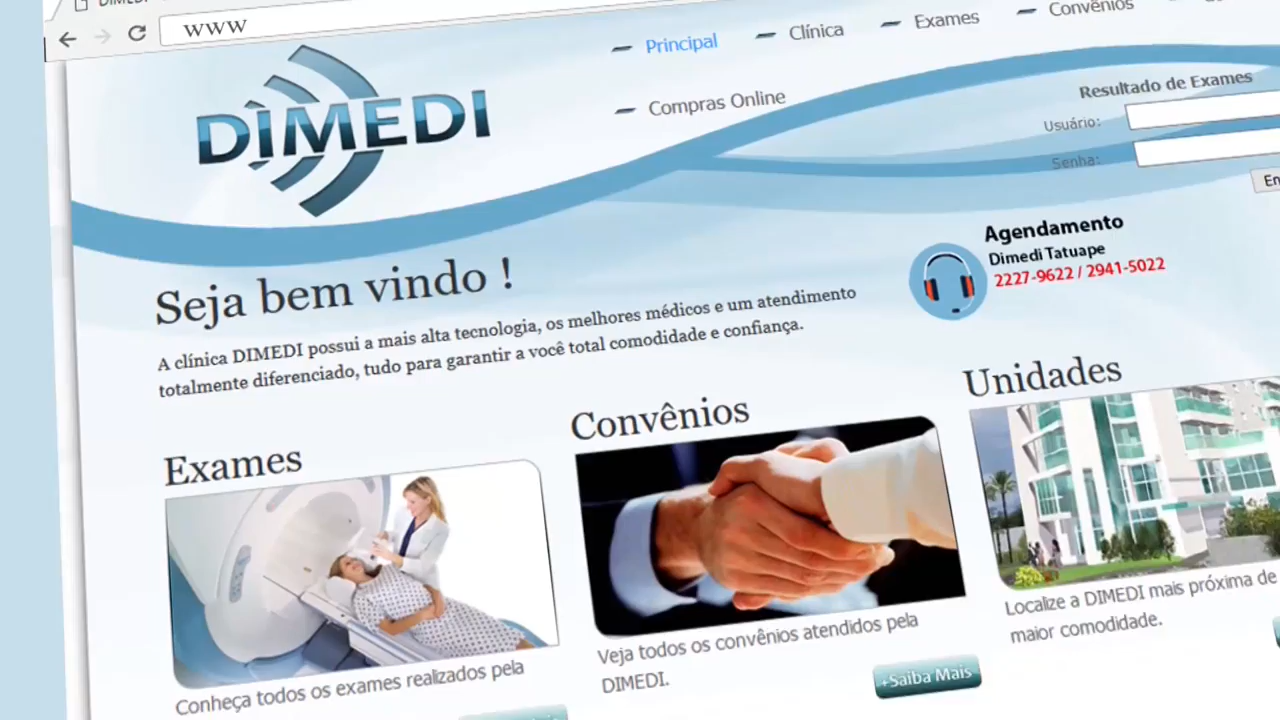 DIMEDI
www
Principal
Clínica
Exames
Convênios
Compras Online
DIMEDI
Resultado de Exames
Usuário:
Senha:
Agendamento
Dimedi Tatuape
2227-9622 / 2941-5022
Seja bem vindo !
A clínica DIMEDI possui a mais alta tecnologia, os melhores médicos e um atendimento
totalmente diferenciado, tudo para garantir a você total comodidade e confiança.
Exames
Conheça todos os exames realizados pela
Convênios
Veja todos os convênios atendidos pela
DIMEDI.
+Saiba Mais
Unidades
Localize a DIMEDI mais próxima de
maior comodidade.